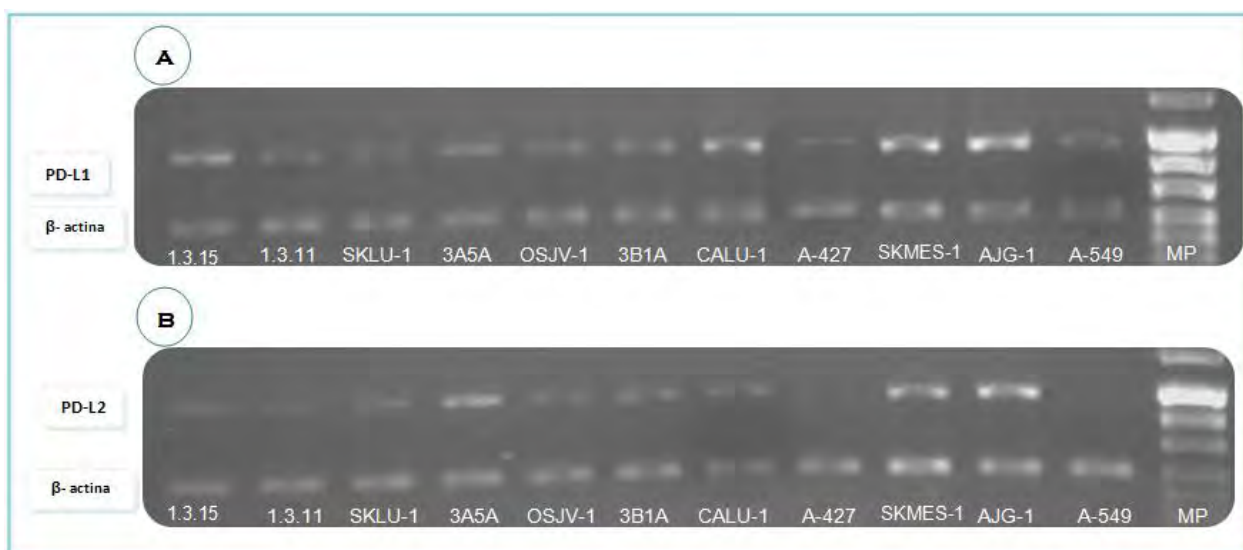 A
PD-L1
β- actina
1.3.15 1.3.11 SKLU-1 3A5A OSJV-1 3B1A CALU-1 A-427 SKMES-1 AJG-1 A-549 MP
B
PD-L2
β- actina
1.3.15 1.3.11 SKLU-1 3A5A OSJV-1 3B1A CALU-1 A-427 SKMES-1 AJG-1 A-549 MP